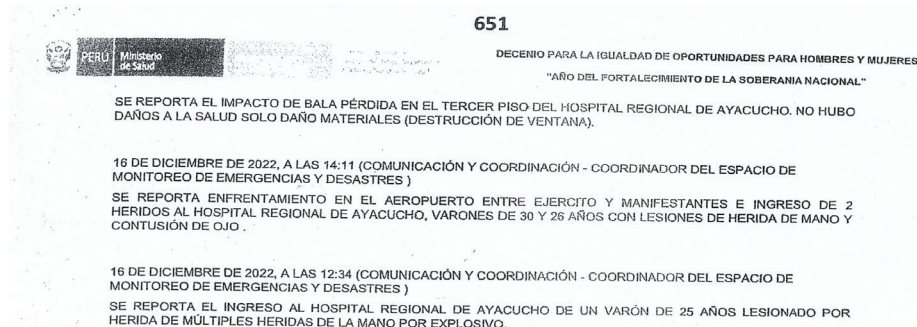 651
PERÚ Ministerio de Salud
DECENIO PARA LA IGUALDAD DE OPORTUNIDADES PARA HOMBRES Y MUJERES
"AÑO DEL FORTALECIMIENTO DE LA SOBERANIA NACIONAL"
SE REPORTA EL IMPACTO DE BALA PÉRDIDA EN EL TERCER PISO DEL HOSPITAL REGIONAL DE AYACUCHO. NO HUBO
DAÑOS A LA SALUD SOLO DAÑO MATERIALES (DESTRUCCIÓN DE VENTANA).
16 DE DICIEMBRE DE 2022, A LAS 14:11 (COMUNICACIÓN Y COORDINACIÓN - COORDINADOR DEL ESPACIO DE
MONITOREO DE EMERGENCIAS Y DESASTRES )
SE REPORTA ENFRENTAMIENTO EN EL AEROPUERTO ENTRE EJERCITO Y MANIFESTANTES E INGRESO DE 2
HERIDOS AL HOSPITAL REGIONAL DE AYACUCHO, VARONES DE 30 Y 26 AÑOS CON LESIONES DE HERIDA DE MANO Y
CONTUSIÓN DE OJO .
16 DE DICIEMBRE DE 2022, A LAS 12:34 (COMUNICACIÓN Y COORDINACIÓN - COORDINADOR DEL ESPACIO DE
MONITOREO DE EMERGENCIAS Y DESASTRES )
SE REPORTA EL INGRESO AL HOSPITAL REGIONAL DE AYACUCHO DE UN VARÓN DE 25 AÑOS LESIONADO POR
HERIDA DE MÚLTIPLES HERIDAS DE LA MANO POR EXPLOSIVO.